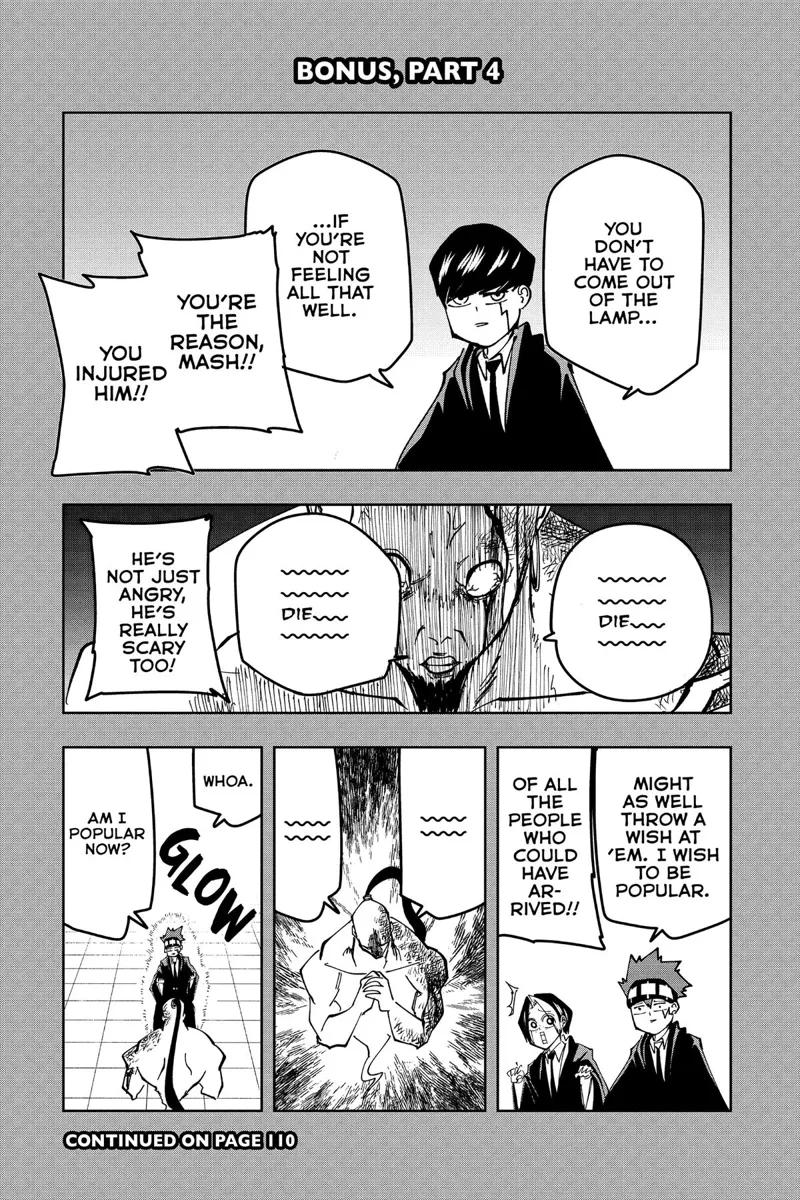 BONUS, PART 4
YOU
DON'T
HAVE TO
COME OUT
OF THE
LAMP...
...IF
YOU'RE
NOT
FEELING
ALL THAT
WELL.
YOU'RE
THE
REASON,
MASH!!
YOU
INJURED
HIM!!
DIE
DIE
HE'S
NOT JUST
ANGRY,
HE'S
REALLY
SCARY
TOO!
MIGHT
AS WELL
THROW A
WISH AT
'EM. I WISH
TO BE
POPULAR.
OF ALL
THE
PEOPLE
WHO
COULD
HAVE
AR-
RIVED!!
WHOA.
GLOW
AM I
POPULAR
NOW?
CONTINUED ON PAGE 110